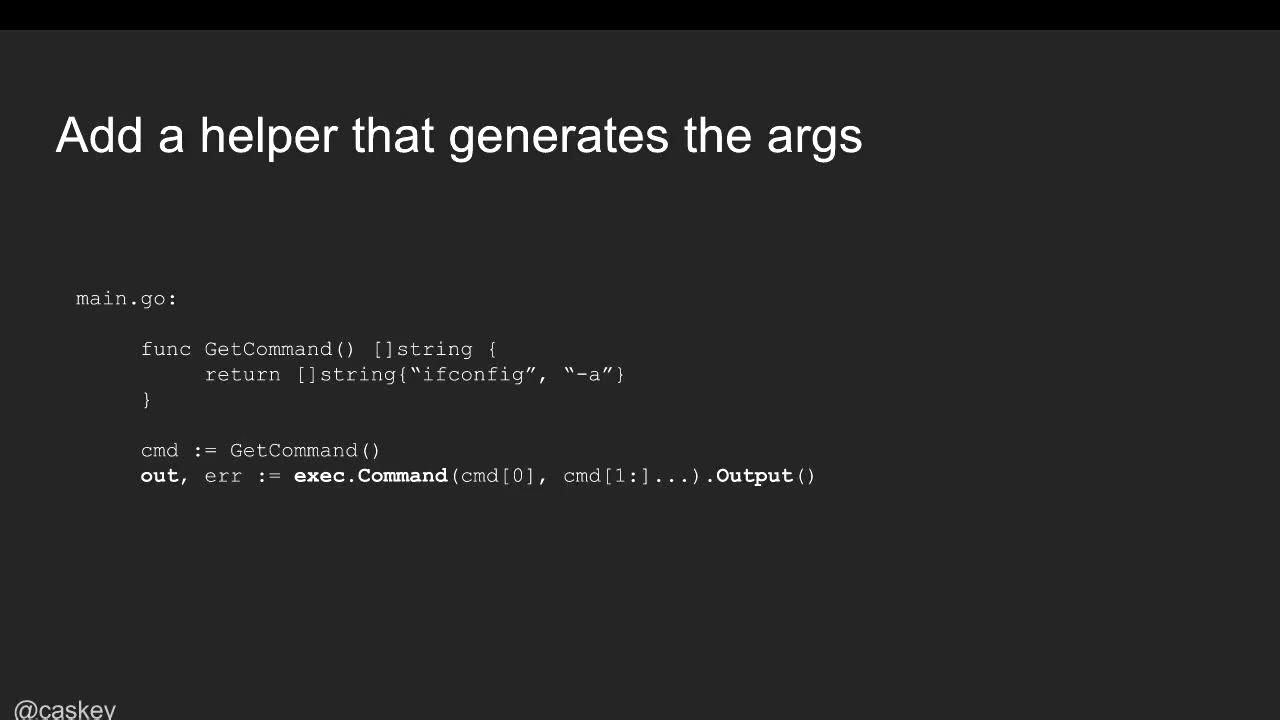 Add a helper that generates the args
main.go:
func GetCommand() []string {
return []string{“ifconfig”, “-a”}
}
cmd := GetCommand()
out, err := exec.Command(cmd[0], cmd[1:]...).Output()
@caskey